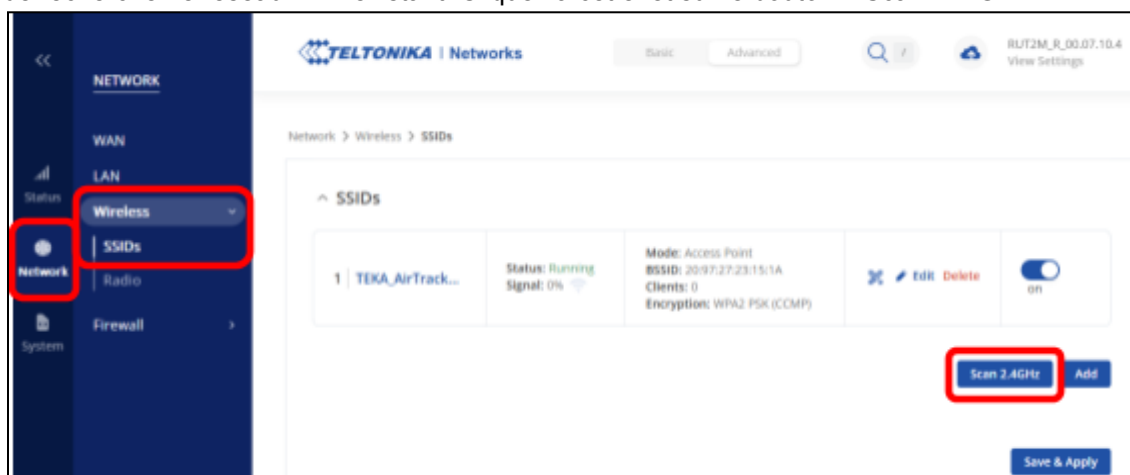 <<
NETWORK
WAN
LAN
Wireless
SSIDs
Radio
Firewall
Status
Network
System
TELTONIKA | Networks
Basic
Advanced
/
RUT2M_R_00.07.10.4
View Settings
Network > Wireless > SSIDs
SSIDs
1 | TEKA_AirTrack...
Status: Running
Signal: 0%
Mode: Access Point
BSSID: 20:97:27:23:15:1A
Clients: 0
Encryption: WPA2 PSK (CCMP)
Edit Delete
on
Scan 2.4GHz
Add
Save & Apply